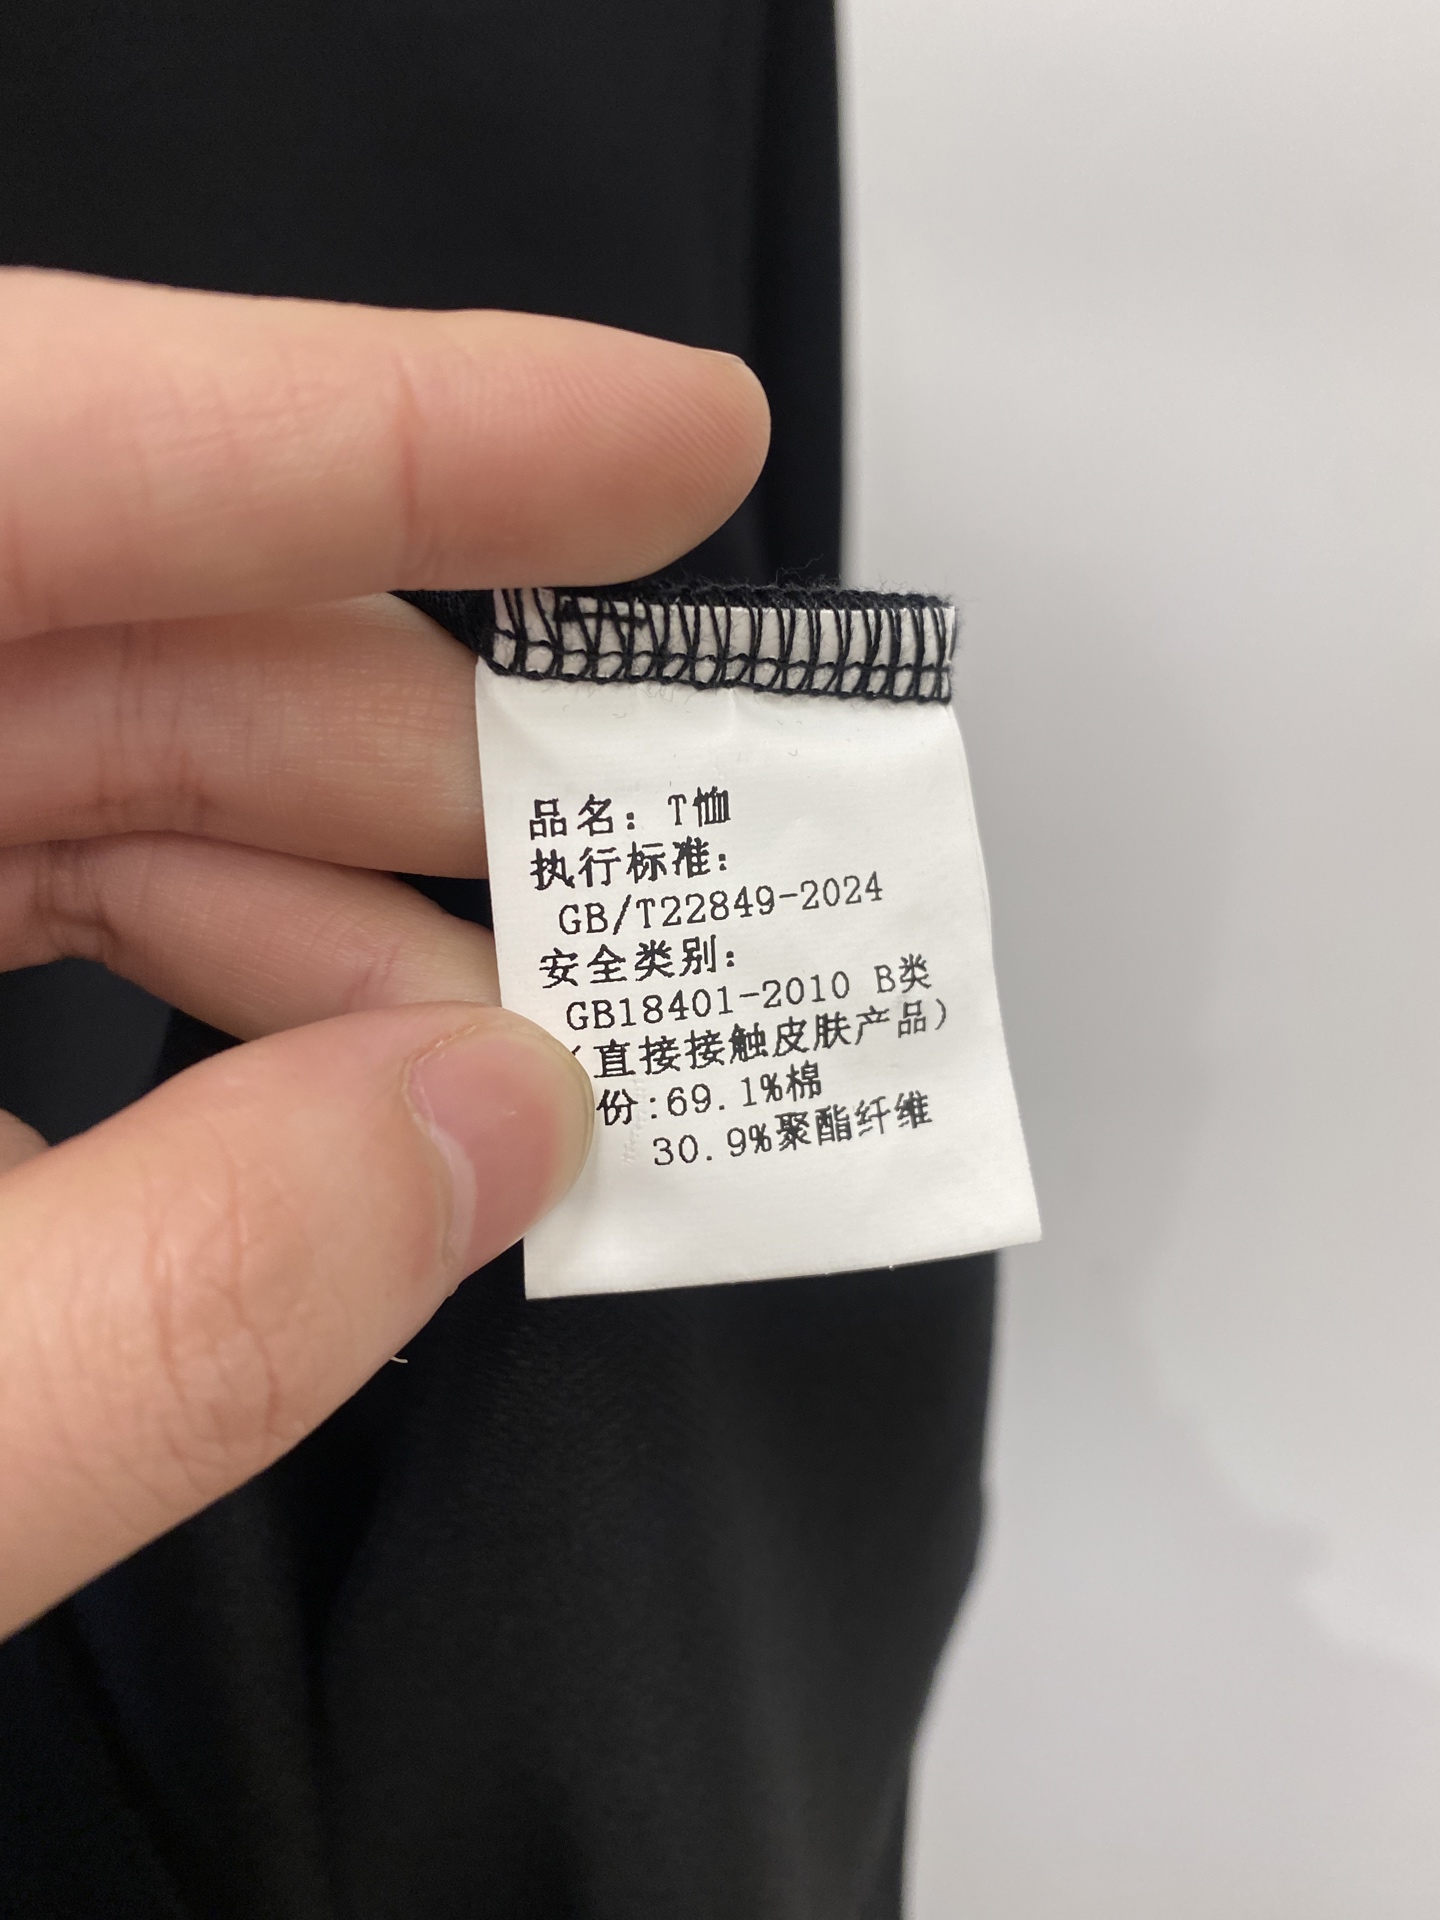 品名：T恤
执行标准：
GB/T22849-2024
安全类别：
GB18401-2010 B类
（直接接触皮肤产品）
份:69.1%棉
30.9%聚酯纤维